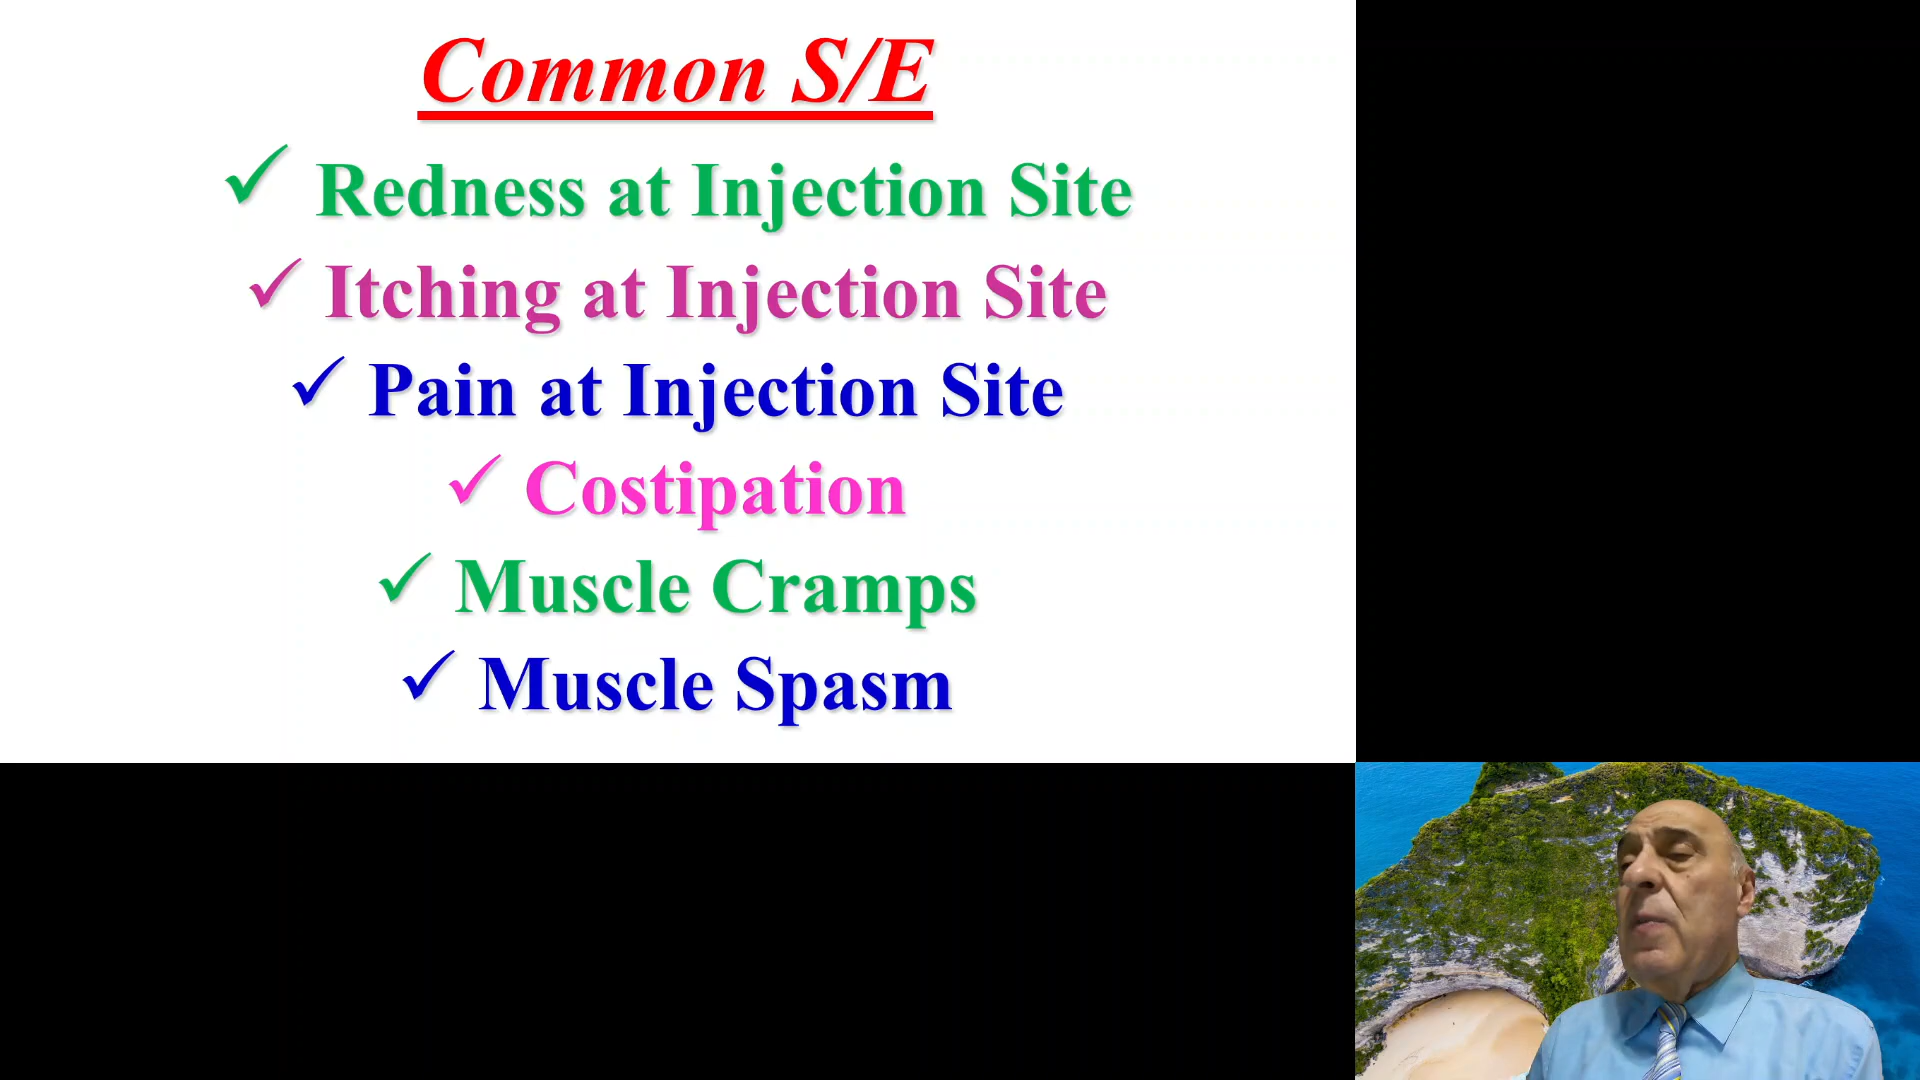 Common S/E
✓ Redness at Injection Site
✓ Itching at Injection Site
✓ Pain at Injection Site
✓ Costipation
✓ Muscle Cramps
✓ Muscle Spasm